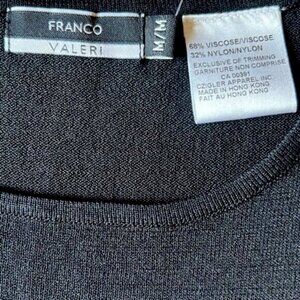 FRANCO
VALERI
M/M
68% VISCOSE/VISCOSE
32% NYLON/NYLON
EXCLUSIVE OF TRIMMING
GARNITURE NON COMPRISE
CA 00391
CZIGLER APPAREL INC.
MADE IN HONG KONG
FAIT AU HONG KONG